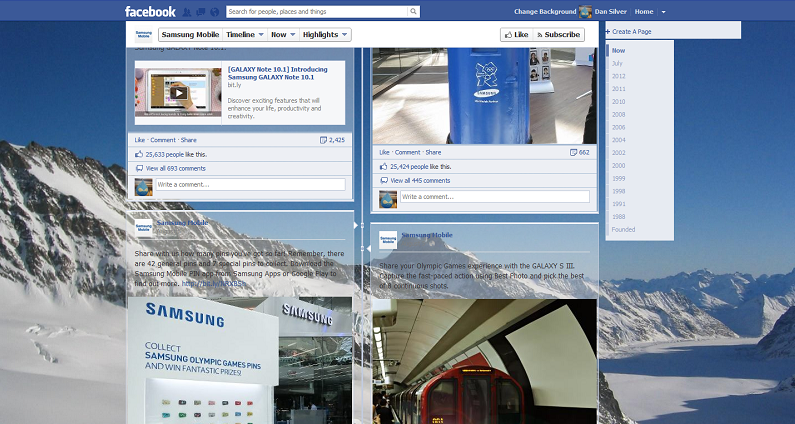 facebook
Search for people, places and things
Change Background
Dan Silver
Home
Samsung Mobile
Timeline
Now
Highlights
Like
Subscribe
Create A Page
Now
July
2012
2011
2010
2008
2006
2004
2002
2000
1999
1998
1991
1988
Founded
Samsung GALAXY Note 10.1.
[GALAXY Note 10.1] Introducing
Samsung GALAXY Note 10.1
bit.ly
Discover exciting features that will
enhance your life, productivity and
creativity.
Like · Comment · Share
2,425
25,633 people like this.
View all 693 comments
Write a comment...
SAMSUNG
Like · Comment · Share
662
25,424 people like this.
View all 445 comments
Write a comment...
Samsung Mobile
Samsung Mobile
Share with us how many pins you've got so far! Remember, there
are 42 general pins and 7 special pins to collect. Download the
Samsung Mobile PIN app from Samsung Apps or Google Play to
find out more.
SAMSUNG
SAMSUNG
COLLECT
SAMSUNG OLYMPIC GAMES PINS
AND WIN FANTASTIC PRIZES!
Samsung Mobile
Samsung Mobile
Share your Olympic Games experience with the GALAXY S III.
Capture the fast-paced action using Best Photo and pick the best
of 8 continuous shots.